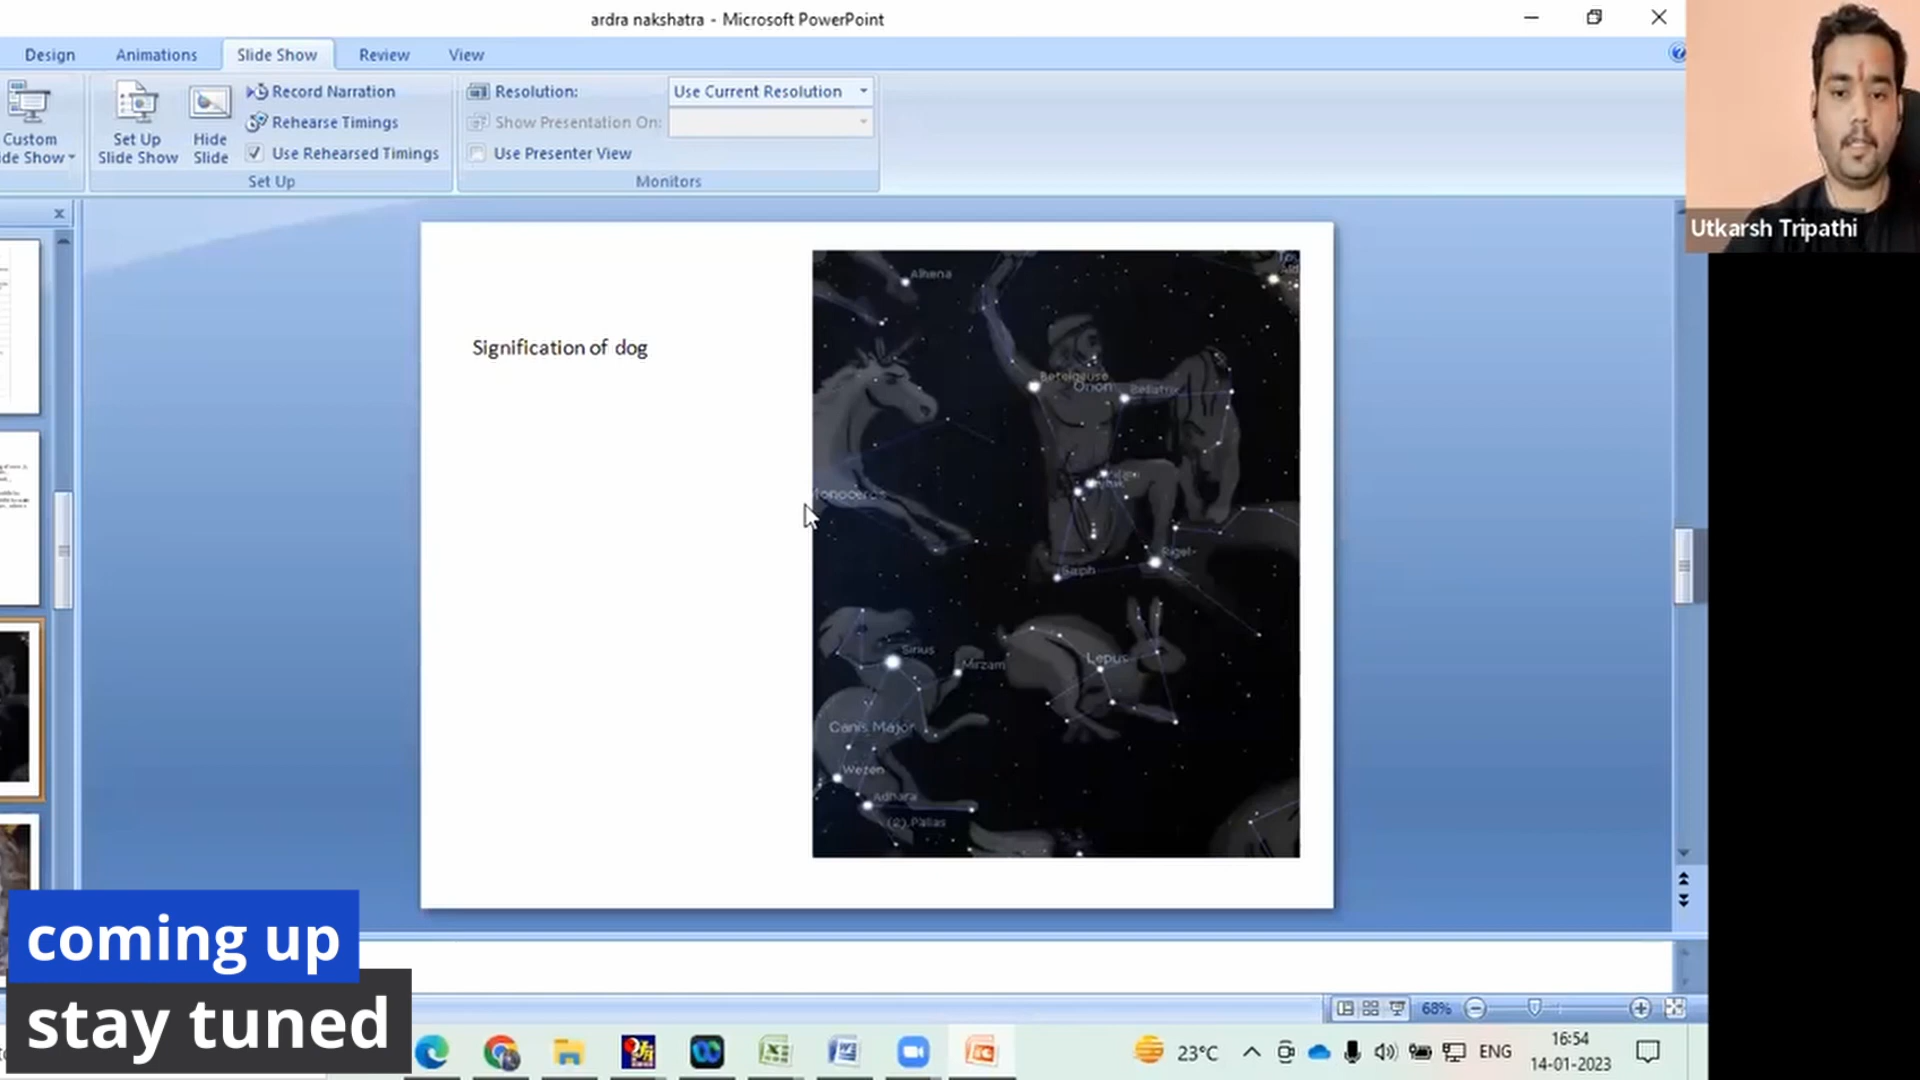 ardra nakshatra - Microsoft PowerPoint
Design
Animations
Slide Show
Review
View
Custom
Set Up
Slide Show
Hide
Slide
Record Narration
Rehearse Timings
Use Rehearsed Timings
Set Up
Resolution:
Use Current Resolution
Show Presentation On:
Use Presenter View
Monitors
Utkarsh Tripathi
Signification of dog
Alhena
Betelgeuse
Orion
Bellatrix
Monoceros
Rigel
Saiph
Sirius
Mirzam
Lepus
Canis Major
Wezen
Adhara
(2) Pallas
coming up
stay tuned
68%
23°C
ENG
16:54
14-01-2023